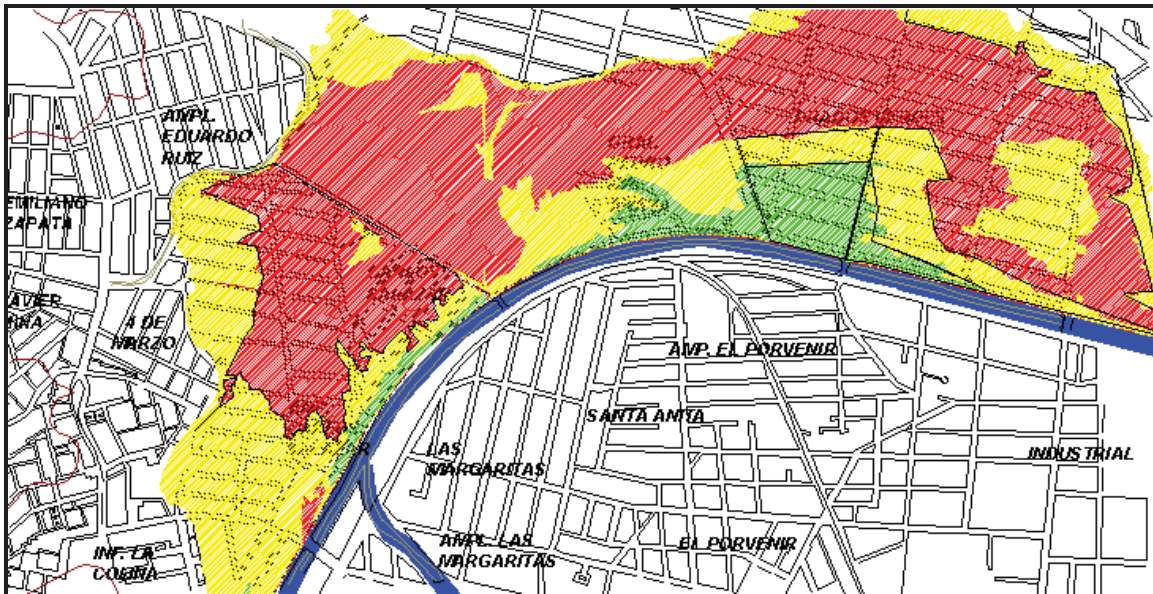 AMPL.
EDUARDO
RUIZ
EMILIANO
ZAPATA
GRAL.
4 DE
MARZO
AMP. EL PORVENIR
SANTA ANITA
LAS
MARGARITAS
INDUSTRIAL
R
AMPL. LAS
MARGARITAS
EL PORVENIR
INF. LA